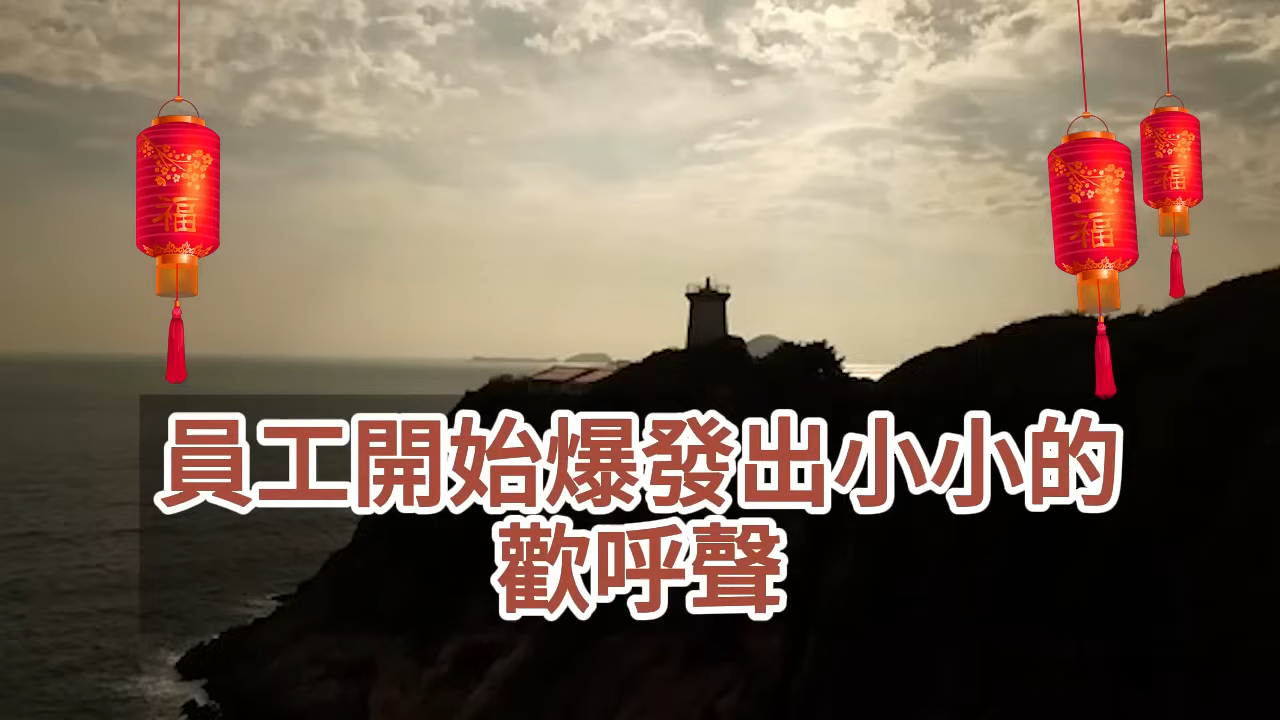 福
福
福
員工開始爆發出小小的
歡呼聲